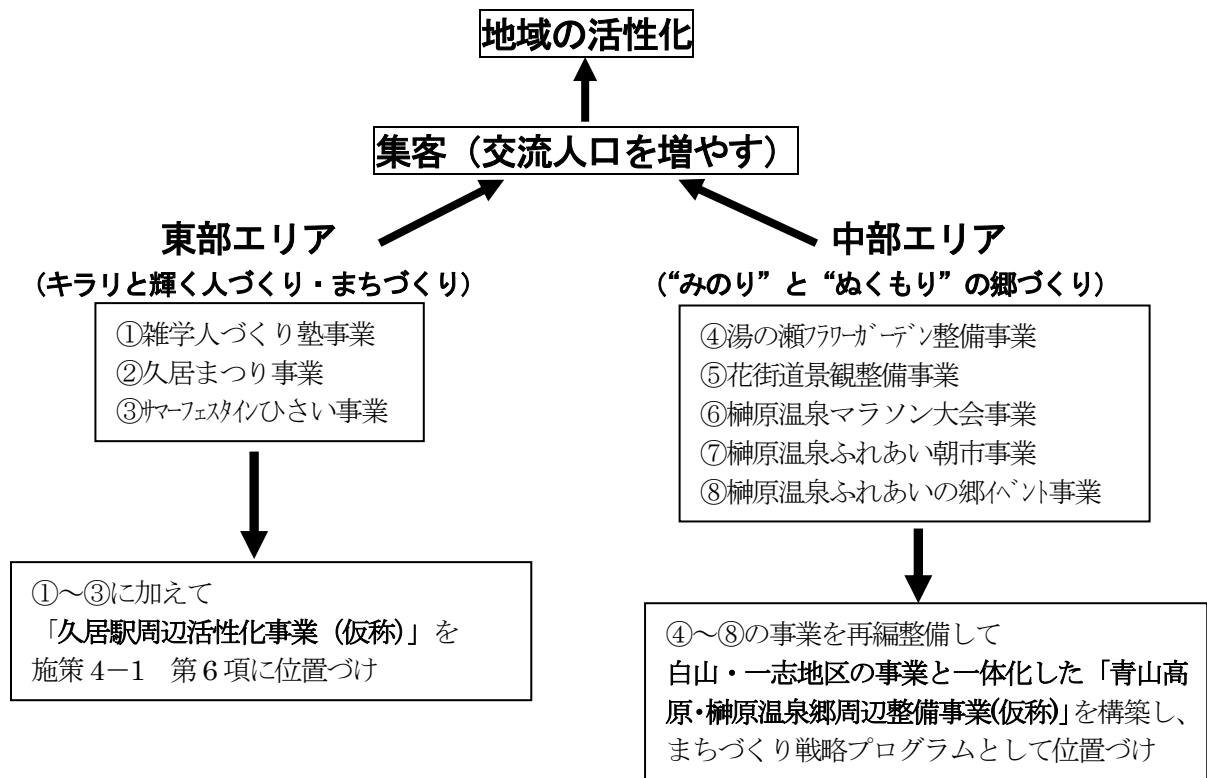 地域の活性化
集客（交流人口を増やす）
東部エリア
（キラリと輝く人づくり・まちづくり）
①雑学人づくり塾事業
②久居まつり事業
③ｻﾏｰﾌｪｽﾀｲﾝひさい事業
①～③に加えて
「久居駅周辺活性化事業（仮称）」を
施策4－1　第6項に位置づけ
中部エリア
（“みのり”と“ぬくもり”の郷づくり）
④湯の瀬ﾌﾗﾜｰｶﾞｰﾃﾞﾝ整備事業
⑤花街道景観整備事業
⑥榊原温泉マラソン大会事業
⑦榊原温泉ふれあい朝市事業
⑧榊原温泉ふれあいの郷ｲﾍﾞﾝﾄ事業
④～⑧の事業を再編整備して
白山・一志地区の事業と一体化した「青山高
原・榊原温泉郷周辺整備事業(仮称)」を構築し、
まちづくり戦略プログラムとして位置づけ